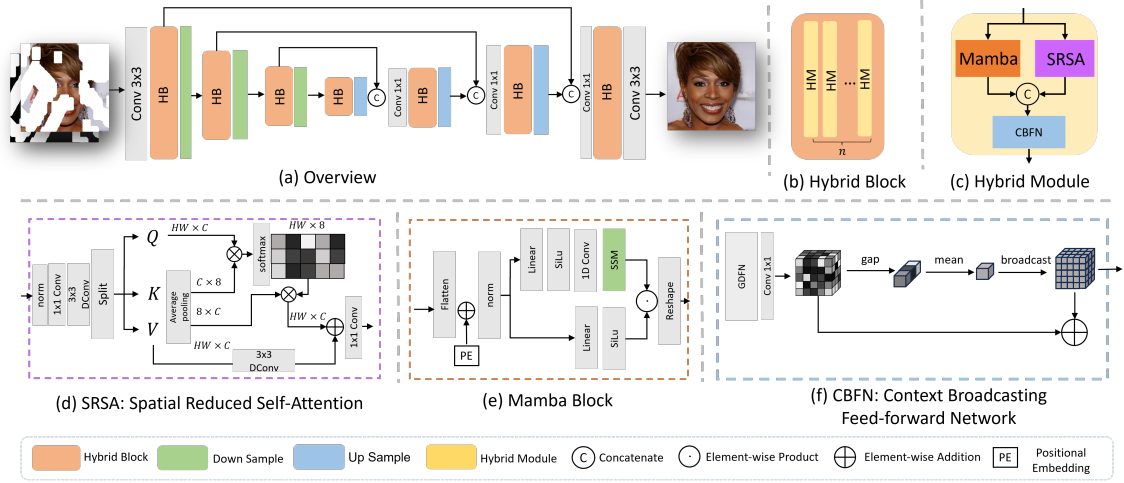 Conv 3x3
HB
HB
HB
HB
C
Conv 1x1
HB
C
Conv 1x1
HB
C
Conv 1x1
HB
Conv 3x3
(a) Overview
HM
HM
...
HM
n
(b) Hybrid Block
Mamba
SRSA
C
CBFN
(c) Hybrid Module
norm
1x1 Conv
3x3
DConv
Split
Q
K
V
HW × C
Average
pooling
C × 8
8 × C
HW × C
softmax
HW × 8
HW × C
3x3
DConv
1x1 Conv
(d) SRSA: Spatial Reduced Self-Attention
Flatten
PE
norm
Linear
SiLu
1D Conv
SSM
Linear
SiLu
Reshape
(e) Mamba Block
GDFN
Conv 1x1
gap
mean
broadcast
(f) CBFN: Context Broadcasting
Feed-forward Network
Hybrid Block
Down Sample
Up Sample
Hybrid Module
C
Concatenate
Element-wise Product
Element-wise Addition
PE
Positional
Embedding